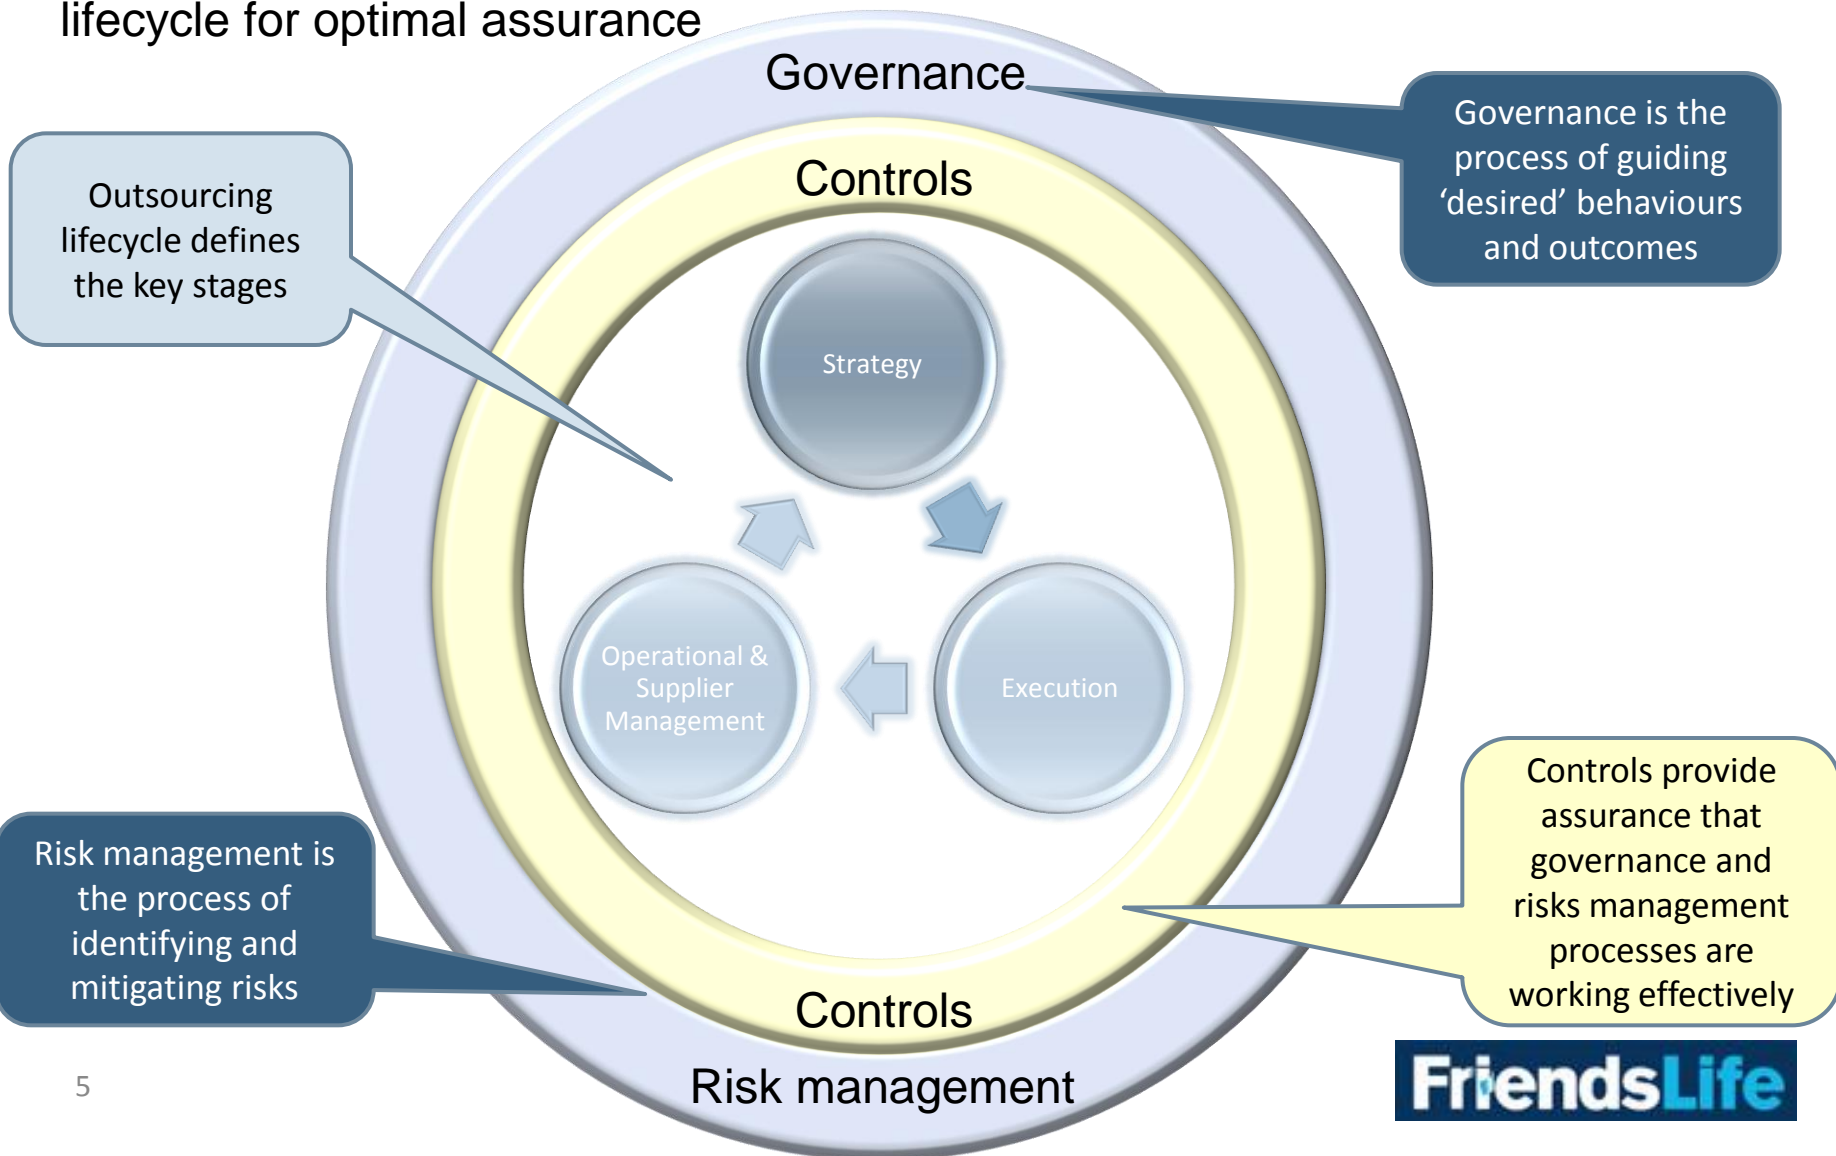 lifecycle for optimal assurance
Governance
Governance is the
process of guiding
‘desired’ behaviours
and outcomes
Controls
Outsourcing
lifecycle defines
the key stages
Strategy
Operational &
Supplier
Management
Execution
Controls provide
assurance that
governance and
risks management
processes are
working effectively
Risk management is
the process of
identifying and
mitigating risks
Controls
Risk management
5
FriendsLife